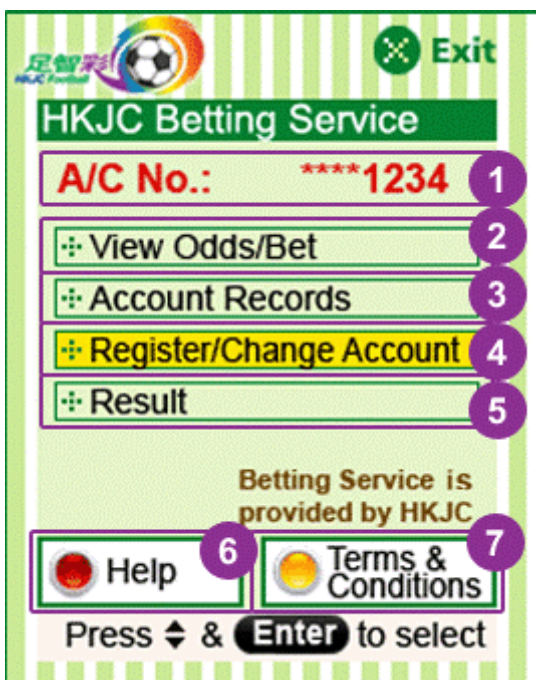 足智彩
HKJC Football
Exit
HKJC Betting Service
A/C No.: ****1234 1
View Odds/Bet 2
Account Records 3
Register/Change Account 4
Result 5
Betting Service is
provided by HKJC
6 7
Help Terms &
Conditions
Press & Enter to select